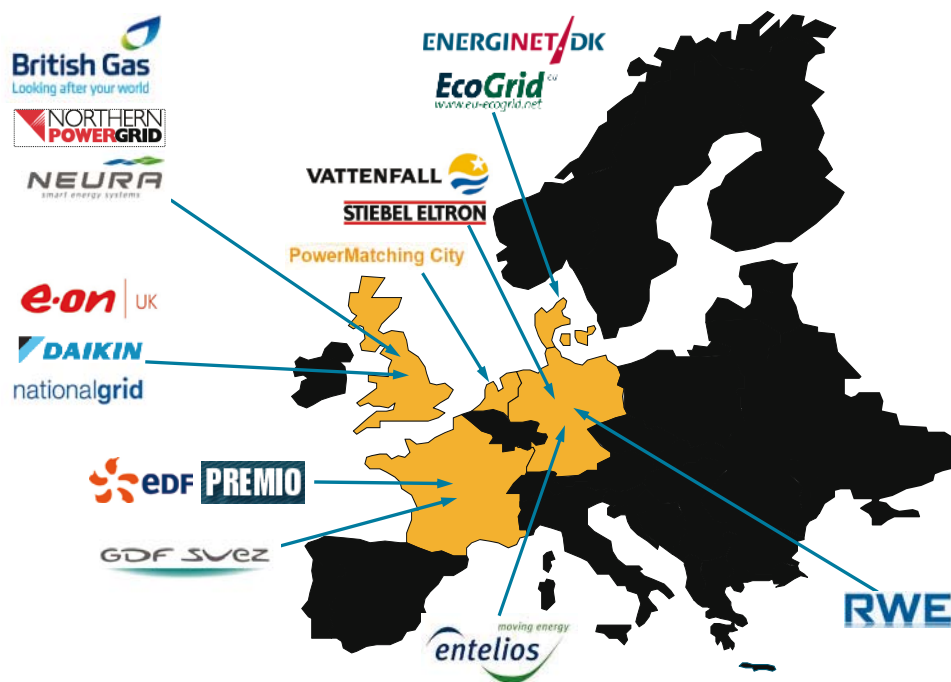 British Gas
Looking after your world
NORTHERN
POWERGRID
NEURA
smart energy systems
ENERGINET/DK
EcoGrid eu
www.eu-ecogrid.net
VATTENFALL
STIEBEL ELTRON
PowerMatching City
e·on | UK
DAIKIN
nationalgrid
eDF PREMIO
GDF SUEZ
moving energy
entelios
RWE